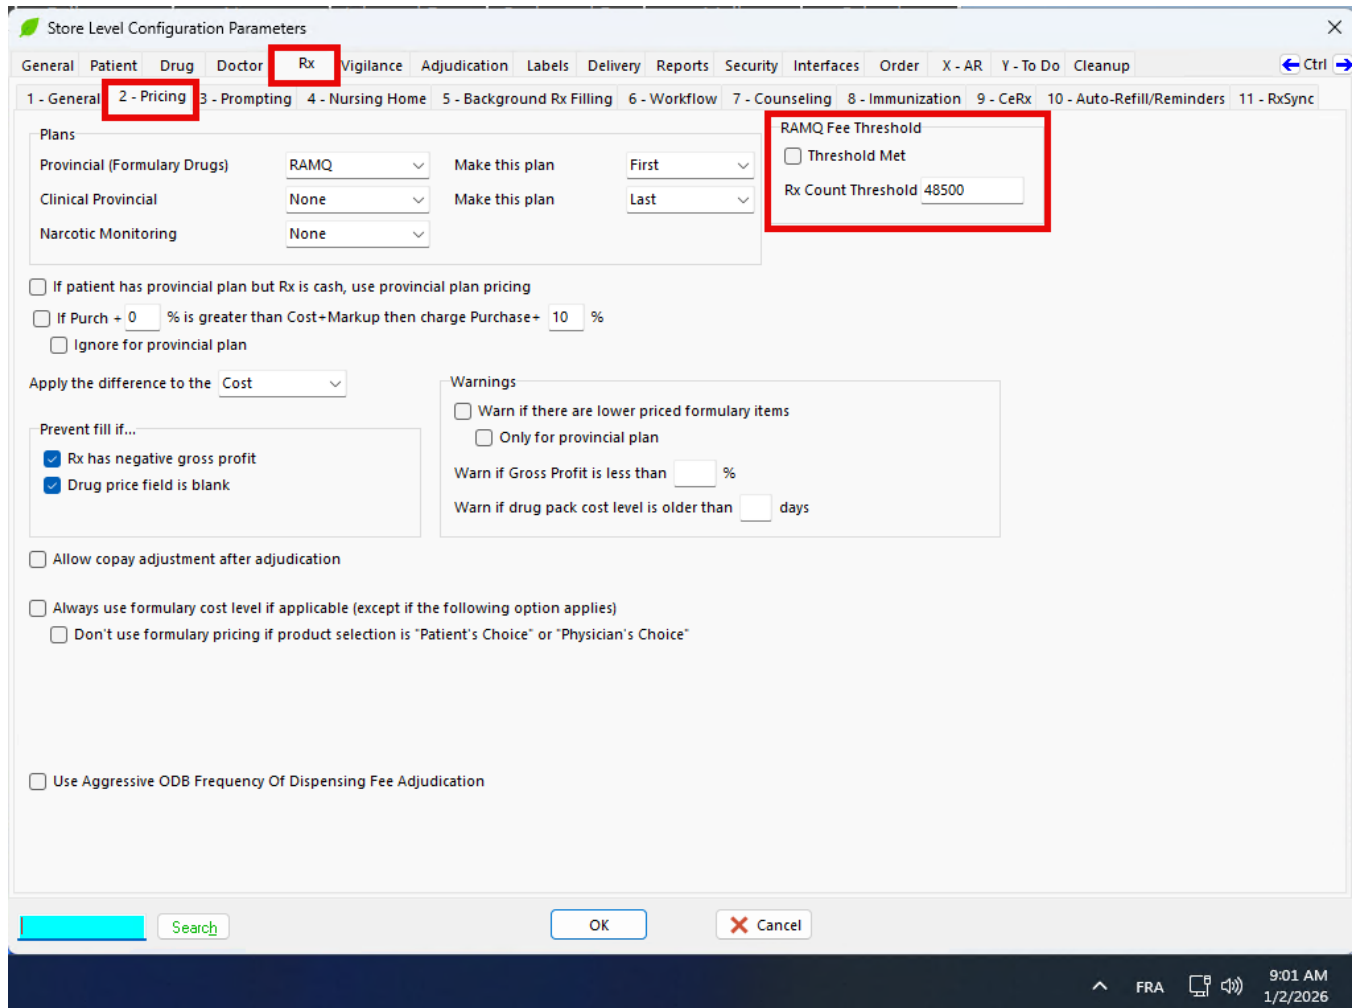 Store Level Configuration Parameters
General Patient Drug Doctor Rx Vigilance Adjudication Labels Delivery Reports Security Interfaces Order X - AR Y - To Do Cleanup Ctrl
1 - General 2 - Pricing 3 - Prompting 4 - Nursing Home 5 - Background Rx Filling 6 - Workflow 7 - Counseling 8 - Immunization 9 - CeRx 10 - Auto-Refill/Reminders 11 - RxSync
Plans
Provincial (Formulary Drugs) RAMQ Make this plan First
Clinical Provincial None Make this plan Last
Narcotic Monitoring None
RAMQ Fee Threshold
Threshold Met
Rx Count Threshold 48500
If patient has provincial plan but Rx is cash, use provincial plan pricing
If Purch + 0 % is greater than Cost+Markup then charge Purchase+ 10 %
Ignore for provincial plan
Apply the difference to the Cost
Prevent fill if...
Rx has negative gross profit
Drug price field is blank
Warnings
Warn if there are lower priced formulary items
Only for provincial plan
Warn if Gross Profit is less than %
Warn if drug pack cost level is older than days
Allow copay adjustment after adjudication
Always use formulary cost level if applicable (except if the following option applies)
Don't use formulary pricing if product selection is "Patient's Choice" or "Physician's Choice"
Use Aggressive ODB Frequency Of Dispensing Fee Adjudication
Search OK Cancel
FRA 9:01 AM
1/2/2026